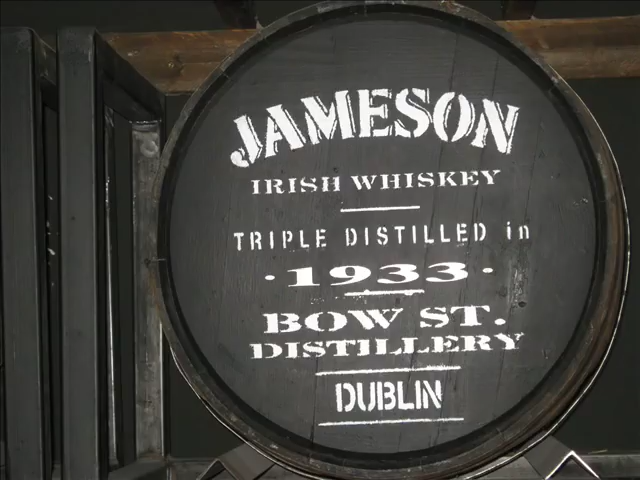 JAMESON
IRISH WHISKEY
TRIPLE DISTILLED in
· 1933 ·
BOW ST.
DISTILLERY
DUBLIN